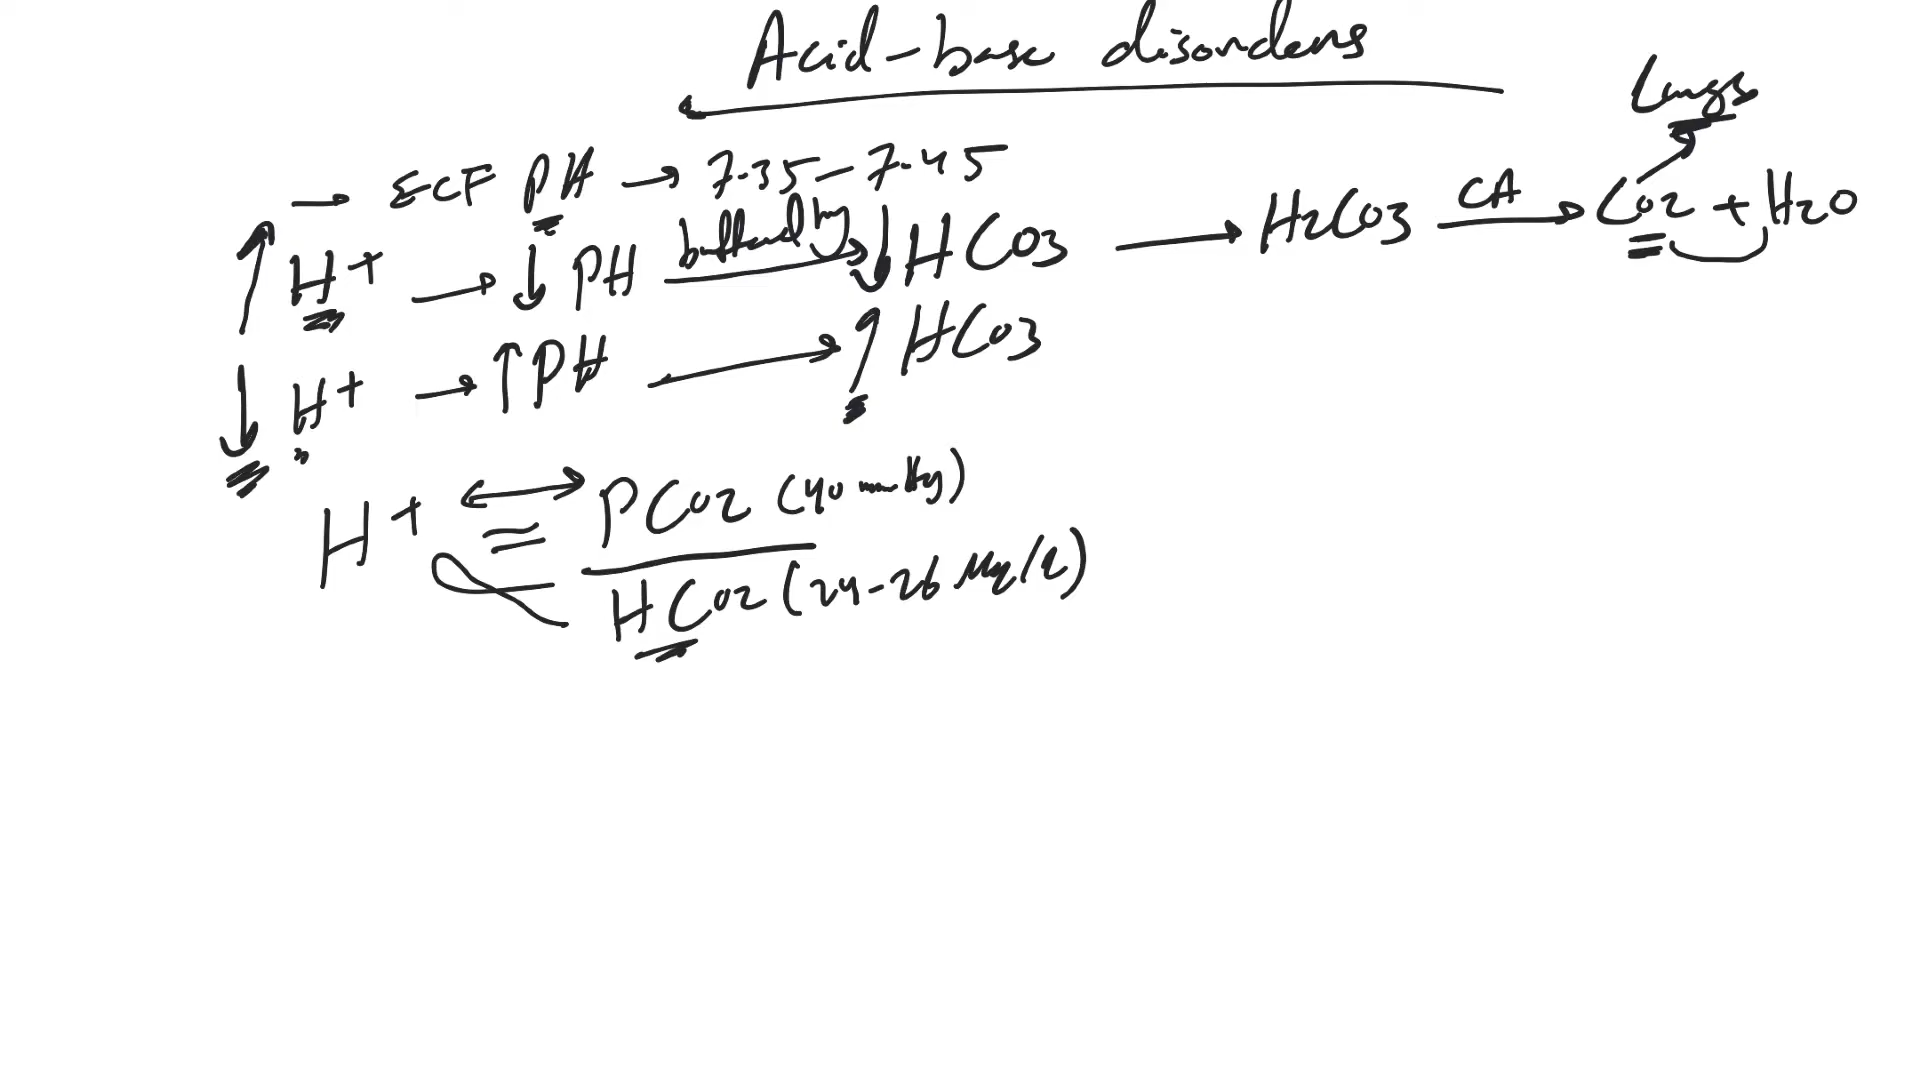 Acid-base disorders
Lungs
→ ECF PH → 7.35-7.45
↑ H+ → ↓ PH buffered by → ↓ HCO3 → H2CO3 CA → CO2 + H2O
↓ H+ → ↑ PH → ↑ HCO3
H+ ↔ = PCO2 (40 mmHg)
HCO2 (24-26 Meq/L)